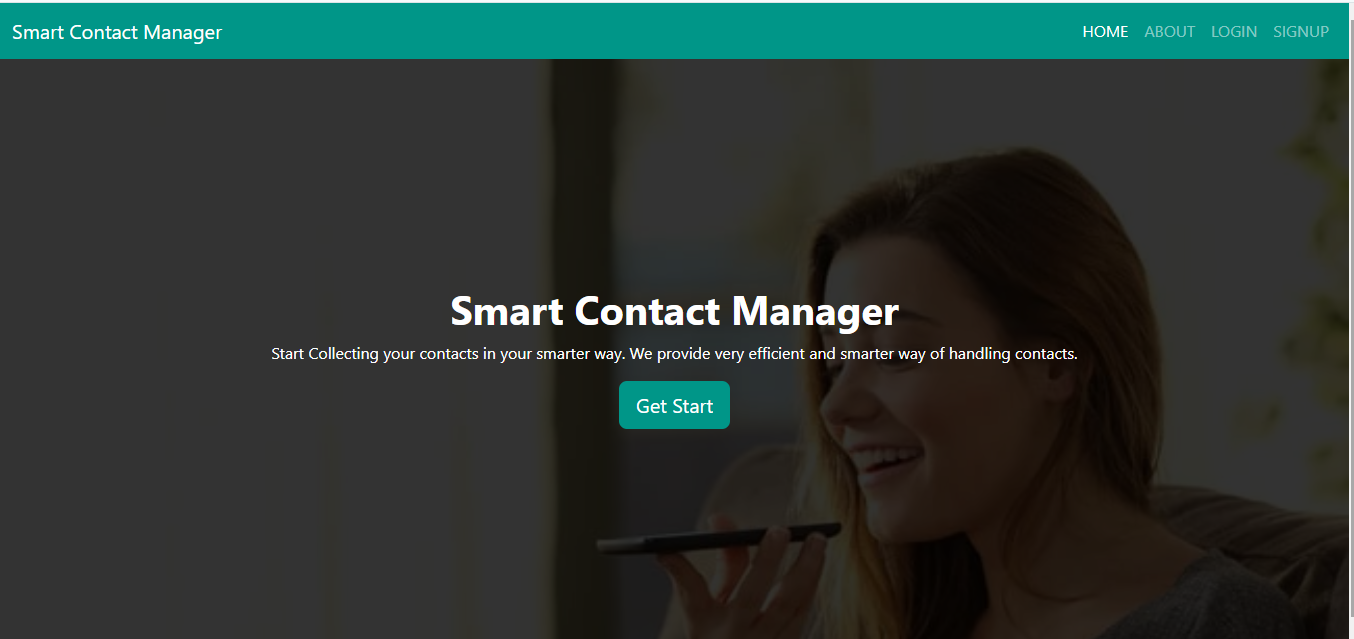 Smart Contact Manager
HOME ABOUT LOGIN SIGNUP
Smart Contact Manager
Start Collecting your contacts in your smarter way. We provide very efficient and smarter way of handling contacts.
Get Start